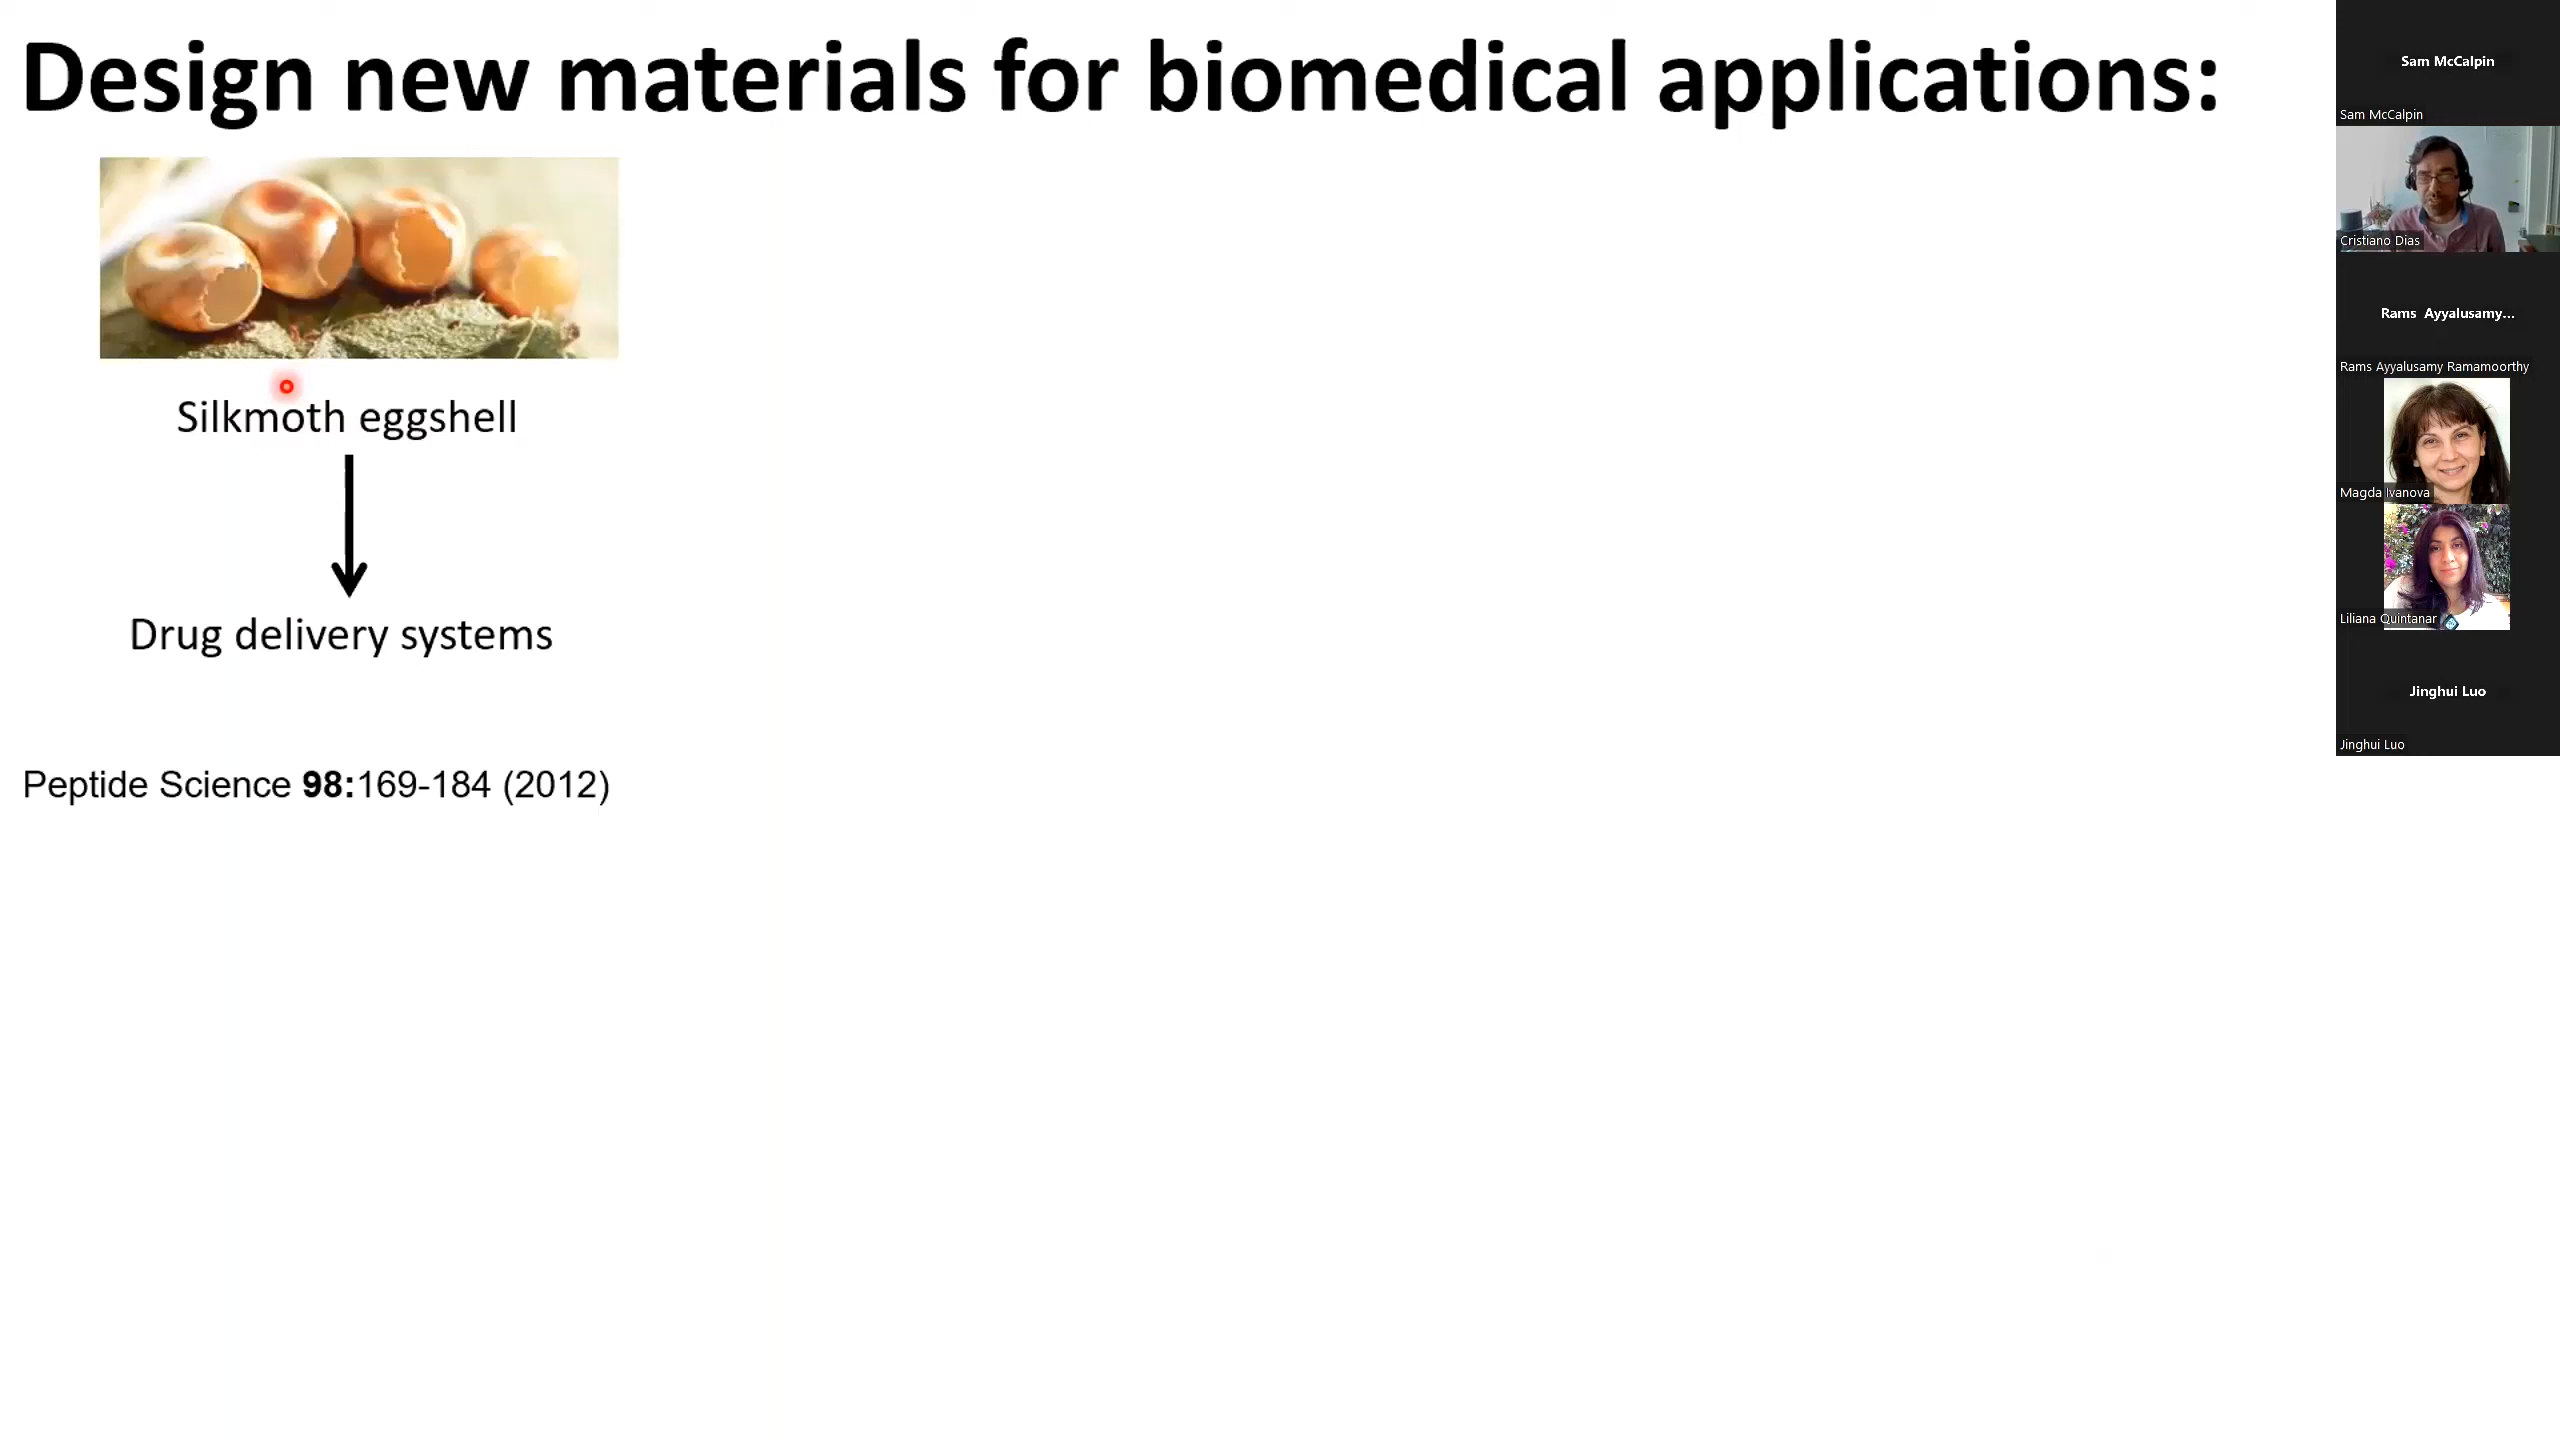 Design new materials for biomedical applications:
Silkmoth eggshell
Drug delivery systems
Peptide Science 98:169-184 (2012)
Sam McCalpin
Sam McCalpin
Cristiano Dias
Rams Ayyalusamy...
Rams Ayyalusamy Ramamoorthy
Magda Ivanova
Liliana Quintanar
Jinghui Luo
Jinghui Luo